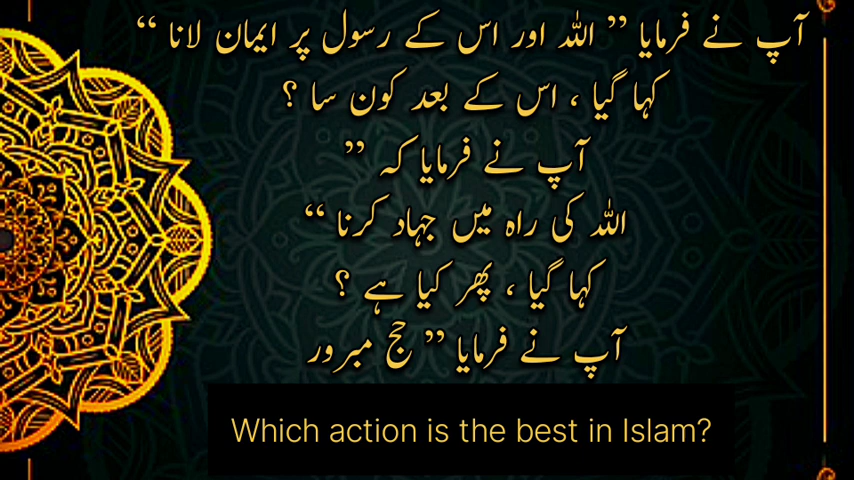 آپ نے فرمایا ” اللہ اور اس کے رسول پر ایمان لانا “
کہا گیا ، اس کے بعد کون سا ؟
آپ نے فرمایا کہ ”
اللہ کی راہ میں جہاد کرنا “
کہا گیا ، پھر کیا ہے ؟
آپ نے فرمایا ” حج مبرور
Which action is the best in Islam?